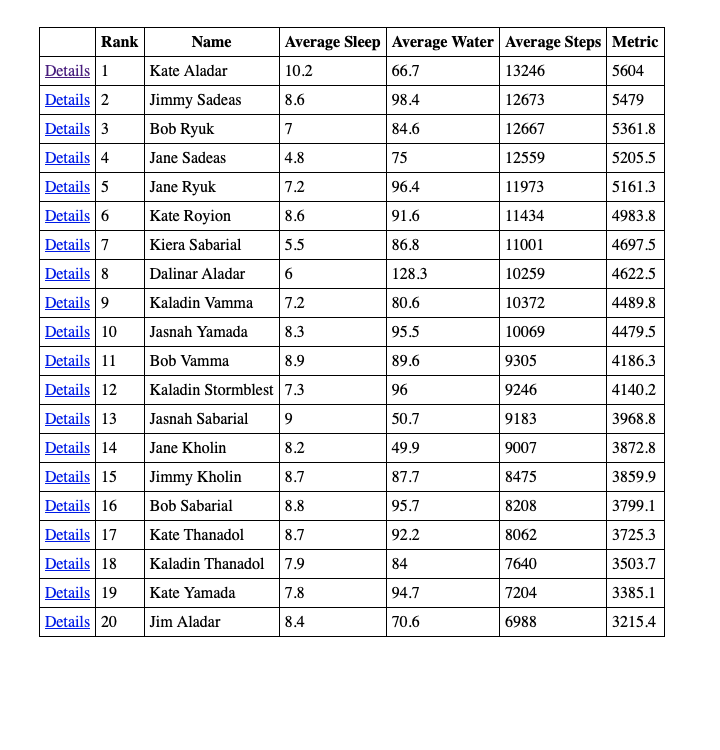 Rank Name Average Sleep Average Water Average Steps Metric
Details 1 Kate Aladar 10.2 66.7 13246 5604
Details 2 Jimmy Sadeas 8.6 98.4 12673 5479
Details 3 Bob Ryuk 7 84.6 12667 5361.8
Details 4 Jane Sadeas 4.8 75 12559 5205.5
Details 5 Jane Ryuk 7.2 96.4 11973 5161.3
Details 6 Kate Royion 8.6 91.6 11434 4983.8
Details 7 Kiera Sabarial 5.5 86.8 11001 4697.5
Details 8 Dalinar Aladar 6 128.3 10259 4622.5
Details 9 Kaladin Vamma 7.2 80.6 10372 4489.8
Details 10 Jasnah Yamada 8.3 95.5 10069 4479.5
Details 11 Bob Vamma 8.9 89.6 9305 4186.3
Details 12 Kaladin Stormblest 7.3 96 9246 4140.2
Details 13 Jasnah Sabarial 9 50.7 9183 3968.8
Details 14 Jane Kholin 8.2 49.9 9007 3872.8
Details 15 Jimmy Kholin 8.7 87.7 8475 3859.9
Details 16 Bob Sabarial 8.8 95.7 8208 3799.1
Details 17 Kate Thanadol 8.7 92.2 8062 3725.3
Details 18 Kaladin Thanadol 7.9 84 7640 3503.7
Details 19 Kate Yamada 7.8 94.7 7204 3385.1
Details 20 Jim Aladar 8.4 70.6 6988 3215.4